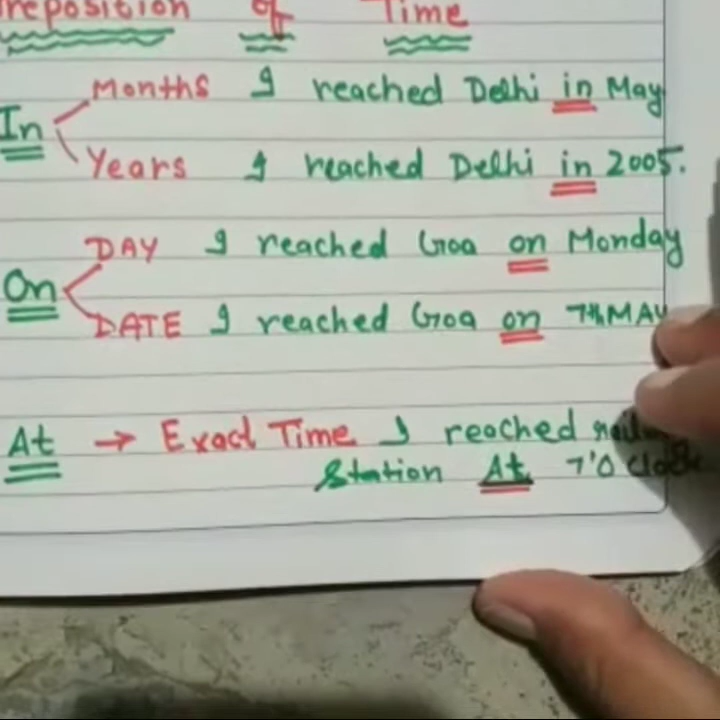 reposition of Time
Months I reached Delhi in May
In
Years I reached Delhi in 2005.
DAY I reached Goa on Monday
On
DATE I reached Goa on 7th MAY
At → Exact Time I reached
Station At 7'O Clock